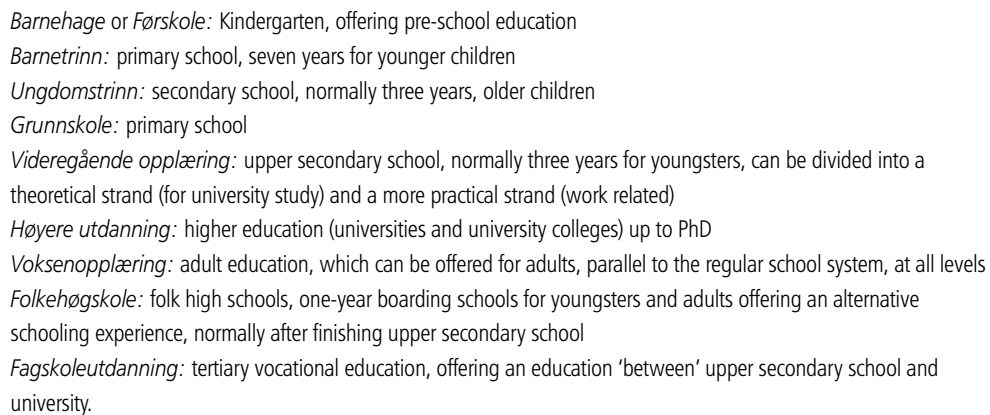 Barnehage or Førskole: Kindergarten, offering pre-school education
Barnetrinn: primary school, seven years for younger children
Ungdomstrinn: secondary school, normally three years, older children
Grunnskole: primary school
Videregående opplæring: upper secondary school, normally three years for youngsters, can be divided into a
theoretical strand (for university study) and a more practical strand (work related)
Høyere utdanning: higher education (universities and university colleges) up to PhD
Voksenopplæring: adult education, which can be offered for adults, parallel to the regular school system, at all levels
Folkehøgskole: folk high schools, one-year boarding schools for youngsters and adults offering an alternative
schooling experience, normally after finishing upper secondary school
Fagskoleutdanning: tertiary vocational education, offering an education ‘between’ upper secondary school and
university.